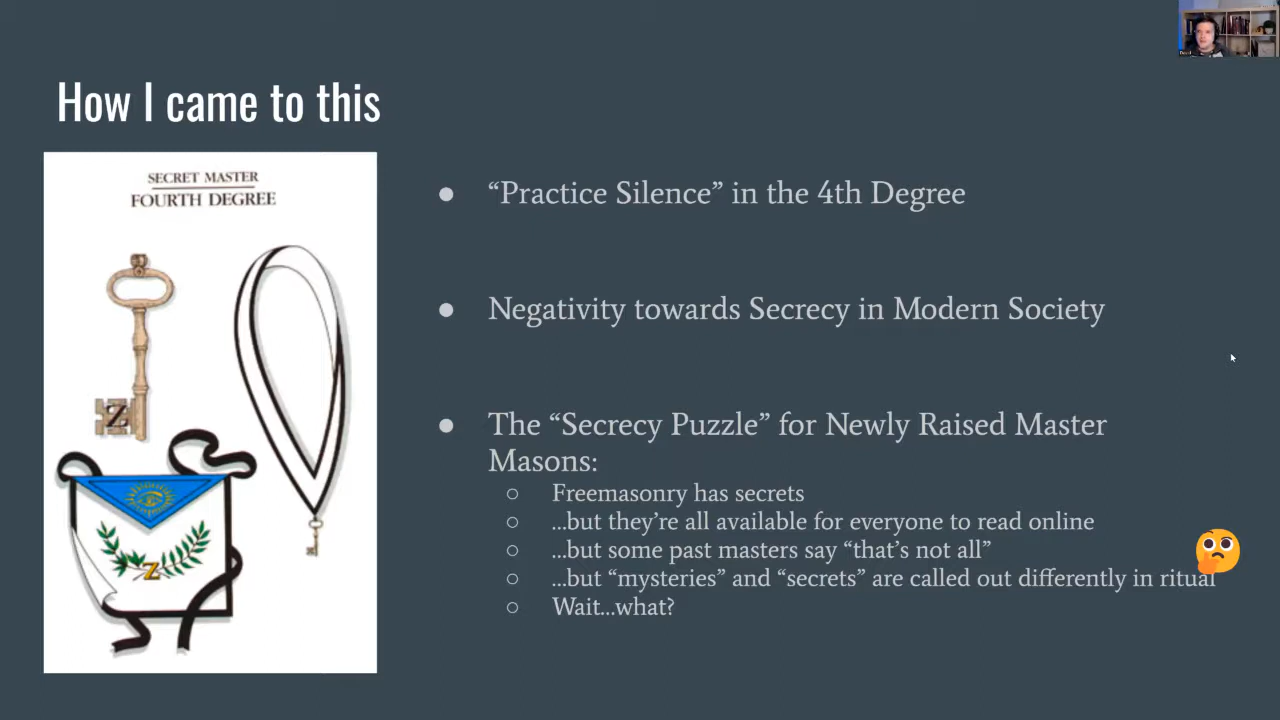 How I came to this
SECRET MASTER
FOURTH DEGREE
Z
Z
● “Practice Silence” in the 4th Degree
● Negativity towards Secrecy in Modern Society
● The “Secrecy Puzzle” for Newly Raised Master
Masons:
○ Freemasonry has secrets
○ ...but they’re all available for everyone to read online
○ ...but some past masters say “that’s not all”
○ ...but “mysteries” and “secrets” are called out differently in ritual
○ Wait...what?